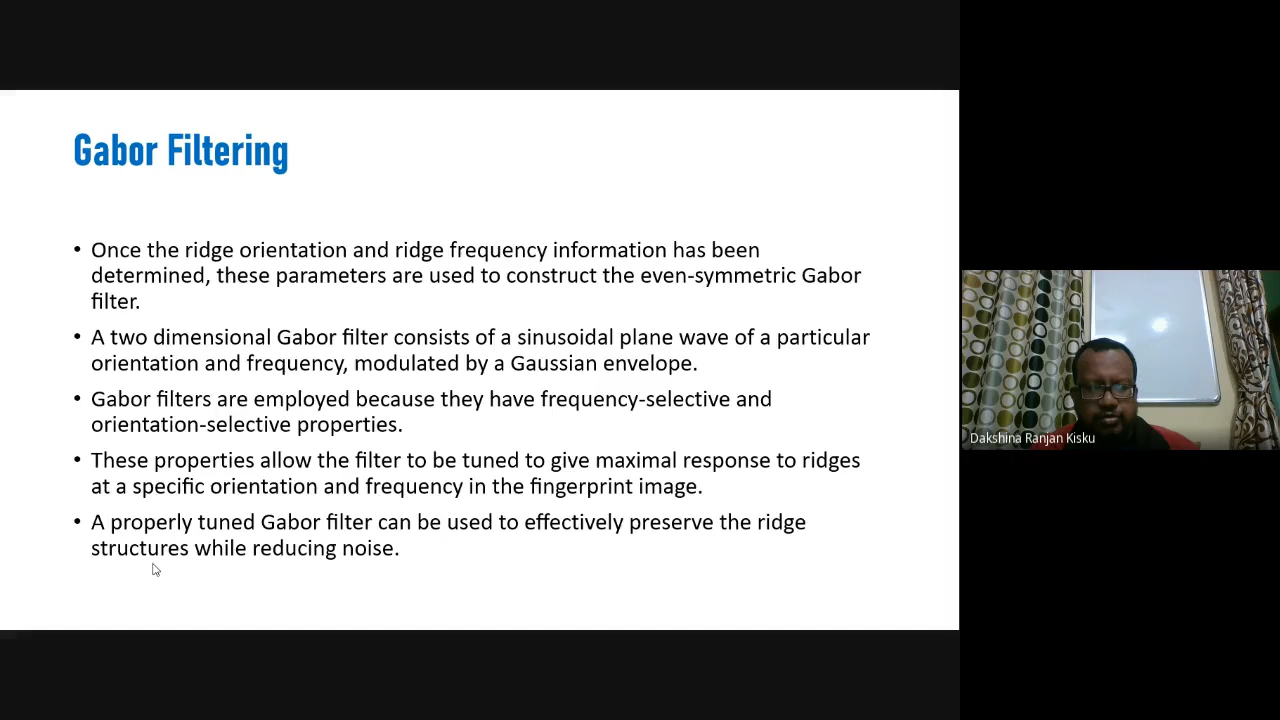 Gabor Filtering
• Once the ridge orientation and ridge frequency information has been
determined, these parameters are used to construct the even-symmetric Gabor
filter.
• A two dimensional Gabor filter consists of a sinusoidal plane wave of a particular
orientation and frequency, modulated by a Gaussian envelope.
• Gabor filters are employed because they have frequency-selective and
orientation-selective properties.
• These properties allow the filter to be tuned to give maximal response to ridges
at a specific orientation and frequency in the fingerprint image.
• A properly tuned Gabor filter can be used to effectively preserve the ridge
structures while reducing noise.
Dakshina Ranjan Kisku